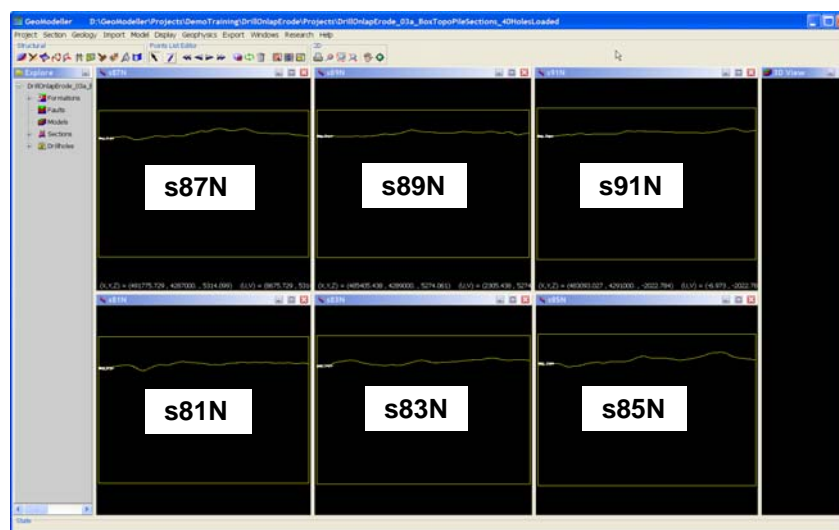 GeoModeller D:\GeoModeller\Projects\DemoTraining\DrillOnlapErode\Projects\DrillOnlapErode_03a_BoxTopoPileSections_40HolesLoaded
Project Section Geology Import Model Display Geophysics Export Windows Research Help
Structural Points List Editor 3D
Explore s87N s89N s91N 3D View
Formations
Faults
Models
Sections
Drillholes
s87N s89N s91N
s81N s83N s85N
s81N s83N s85N
State